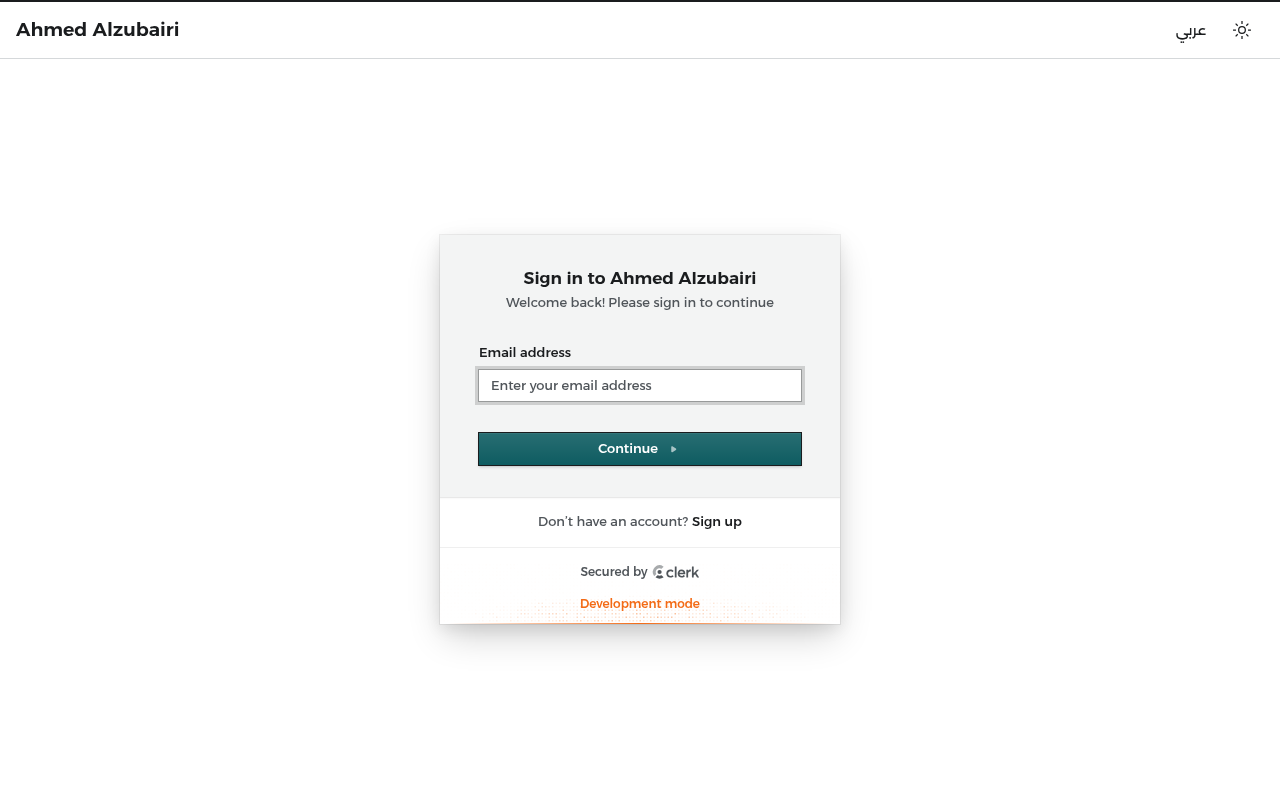 Ahmed Alzubairi
عربي
Sign in to Ahmed Alzubairi
Welcome back! Please sign in to continue
Email address
Enter your email address
Continue
Don’t have an account? Sign up
Secured by clerk
Development mode